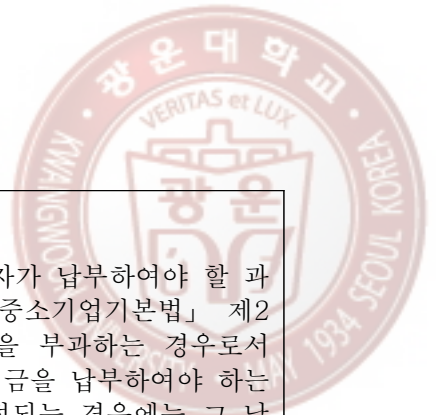 광운대학교
VERITAS et LUX
광운
KWANGWOON UNIVERSITY
1934 SEOUL KOREA
사가 납부하여야 할 과
중소기업기본법」 제2
을 부과하는 경우로서
금을 납부하여야 하는